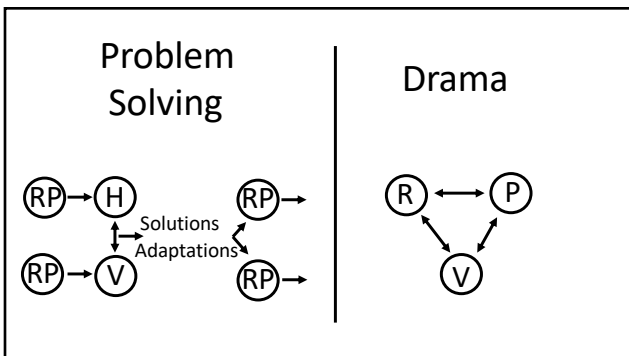 Problem
Solving
Drama
RP H RP
Solutions
Adaptations
RP V RP
R P
V